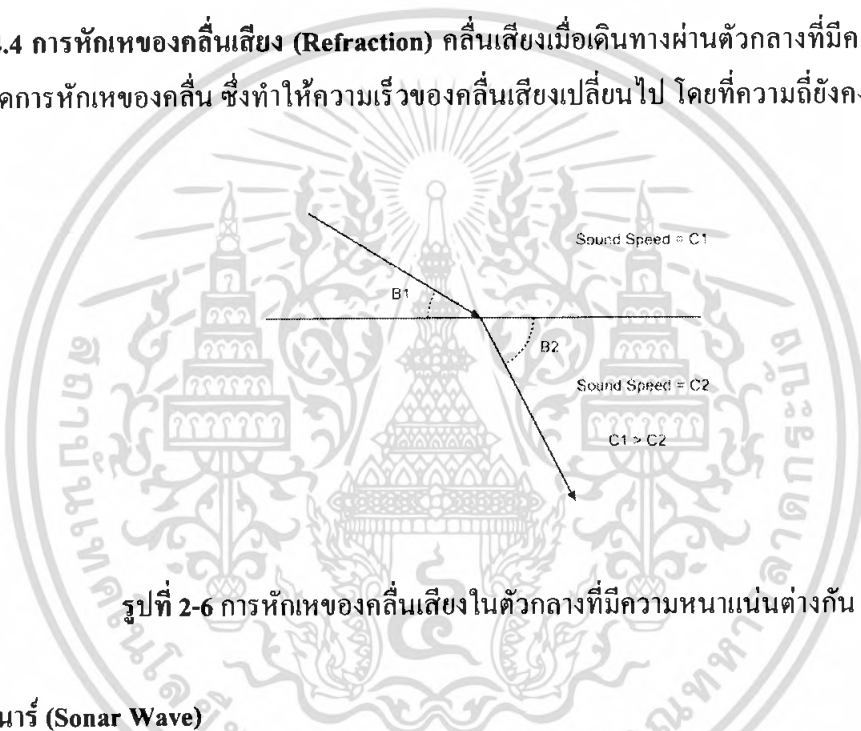 .4 การหักเหของคลื่นเสียง (Refraction) คลื่นเสียงเมื่อเดินทางผ่านตัวกลางที่มีค
ดการหักเหของคลื่น ซึ่งทำให้ความเร็วของคลื่นเสียงเปลี่ยนไป โดยที่ความถี่ยังคง
Sound Speed = C1
B1
B2
Sound Speed = C2
C1 > C2
รูปที่ 2-6 การหักเหของคลื่นเสียงในตัวกลางที่มีความหนาแน่นต่างกัน
นาร์ (Sonar Wave)